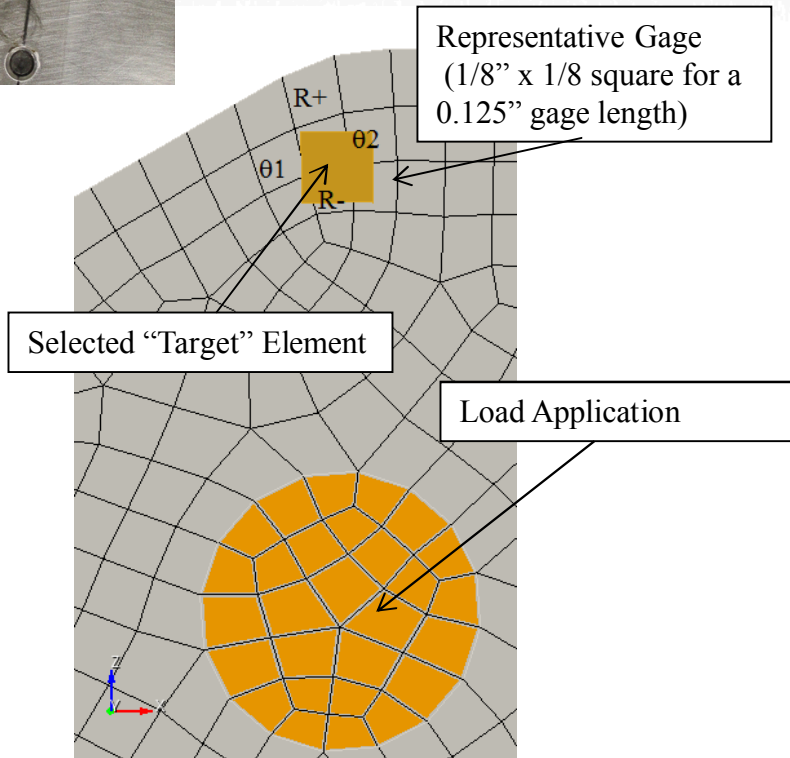 Representative Gage
(1/8” x 1/8 square for a
0.125” gage length)
R+
θ2
θ1
R-
Selected “Target” Element
Load Application
Z
Y
X